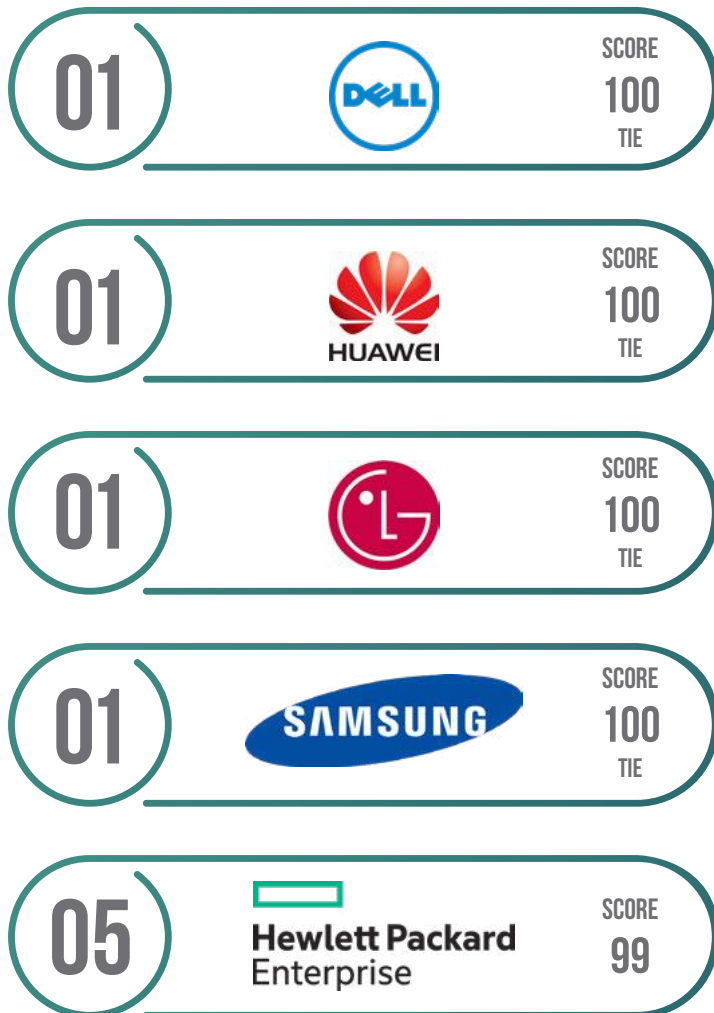 01
DELL
SCORE
100
TIE
01
HUAWEI
SCORE
100
TIE
01
LG
SCORE
100
TIE
01
SAMSUNG
SCORE
100
TIE
05
Hewlett Packard
Enterprise
SCORE
99